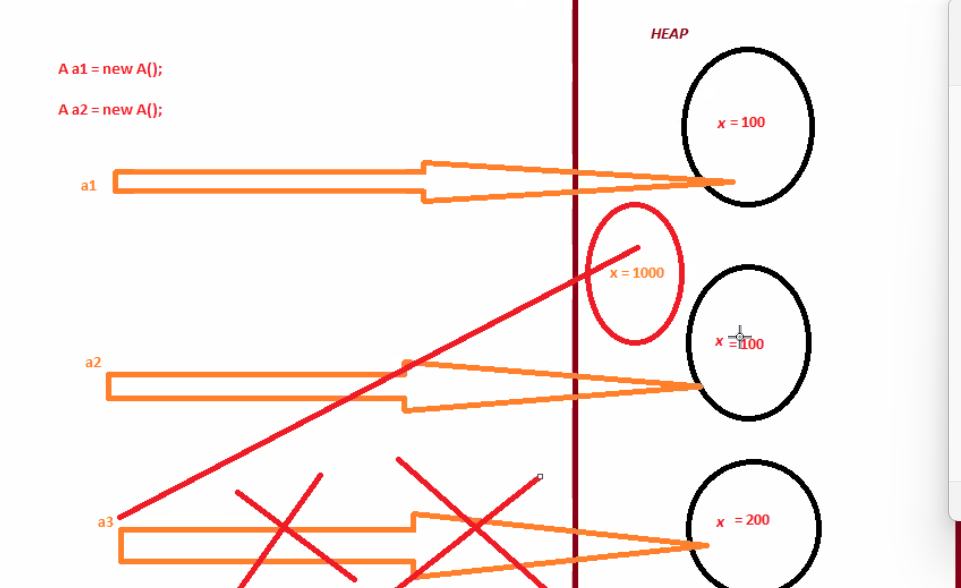 HEAP
A a1 = new A();
A a2 = new A();
x = 100
a1
x = 1000
x = 100
a2
a3
x = 200